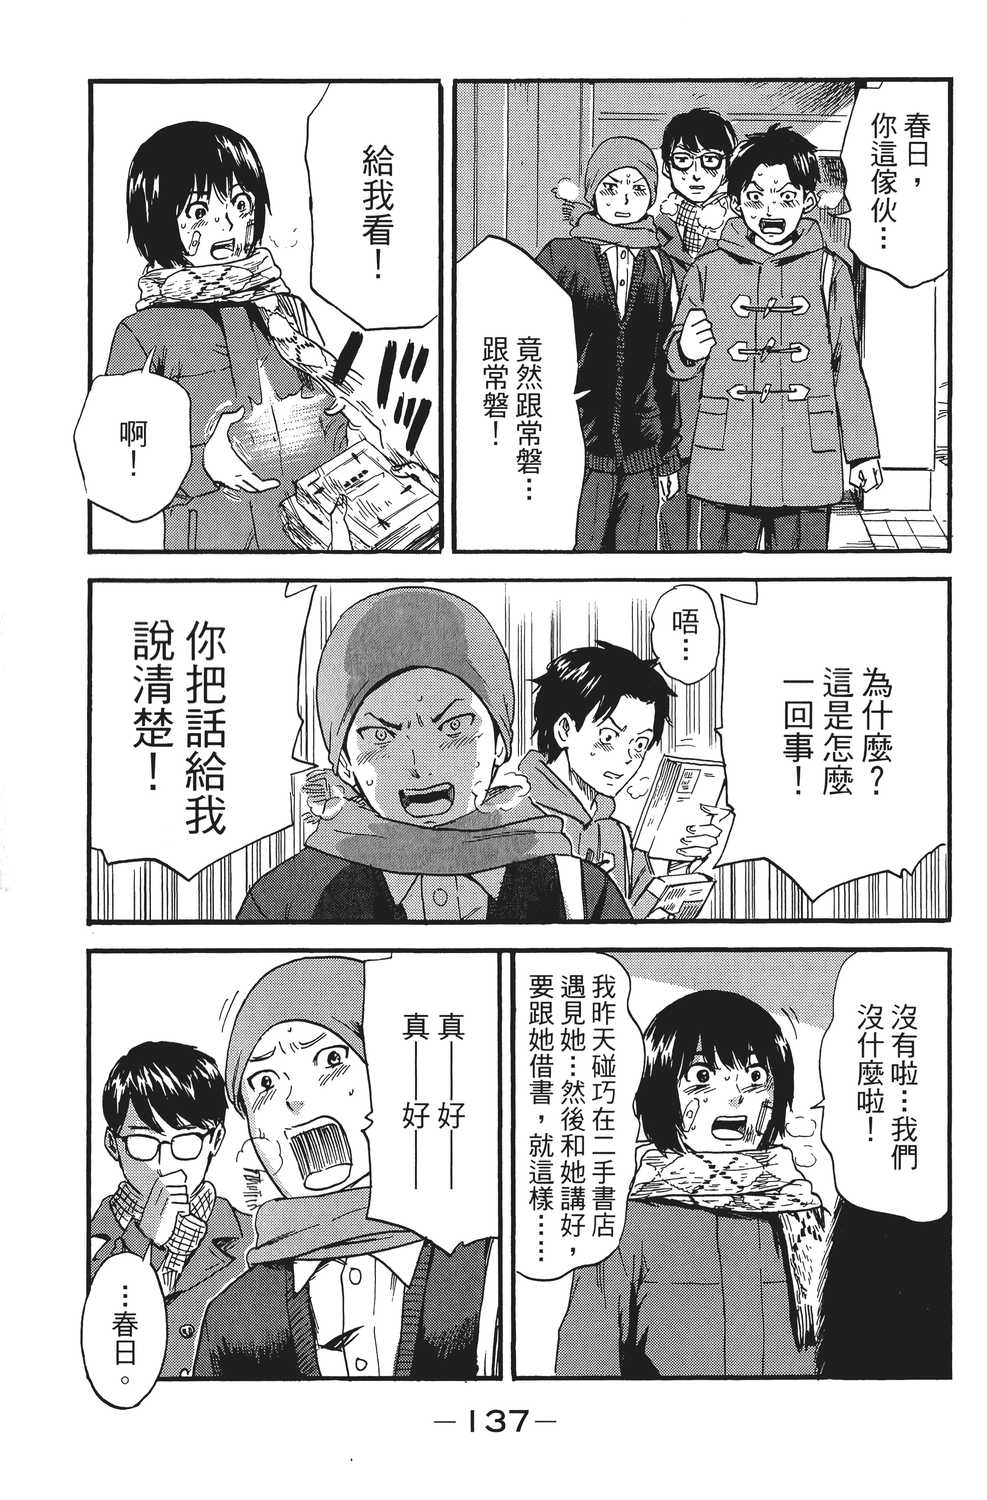 春日，
你這傢伙…
竟然跟常磐…
跟常磐！
給我看！
啊！
為什麼？
這是怎麼
一回事！
唔…
你把話給我
說清楚！
沒有啦…我們
沒什麼啦！
我昨天碰巧在二手書店
遇見她…然後和她講好，
要跟她借書，就這樣……
真——好——
真——好——
…春日。
—137—